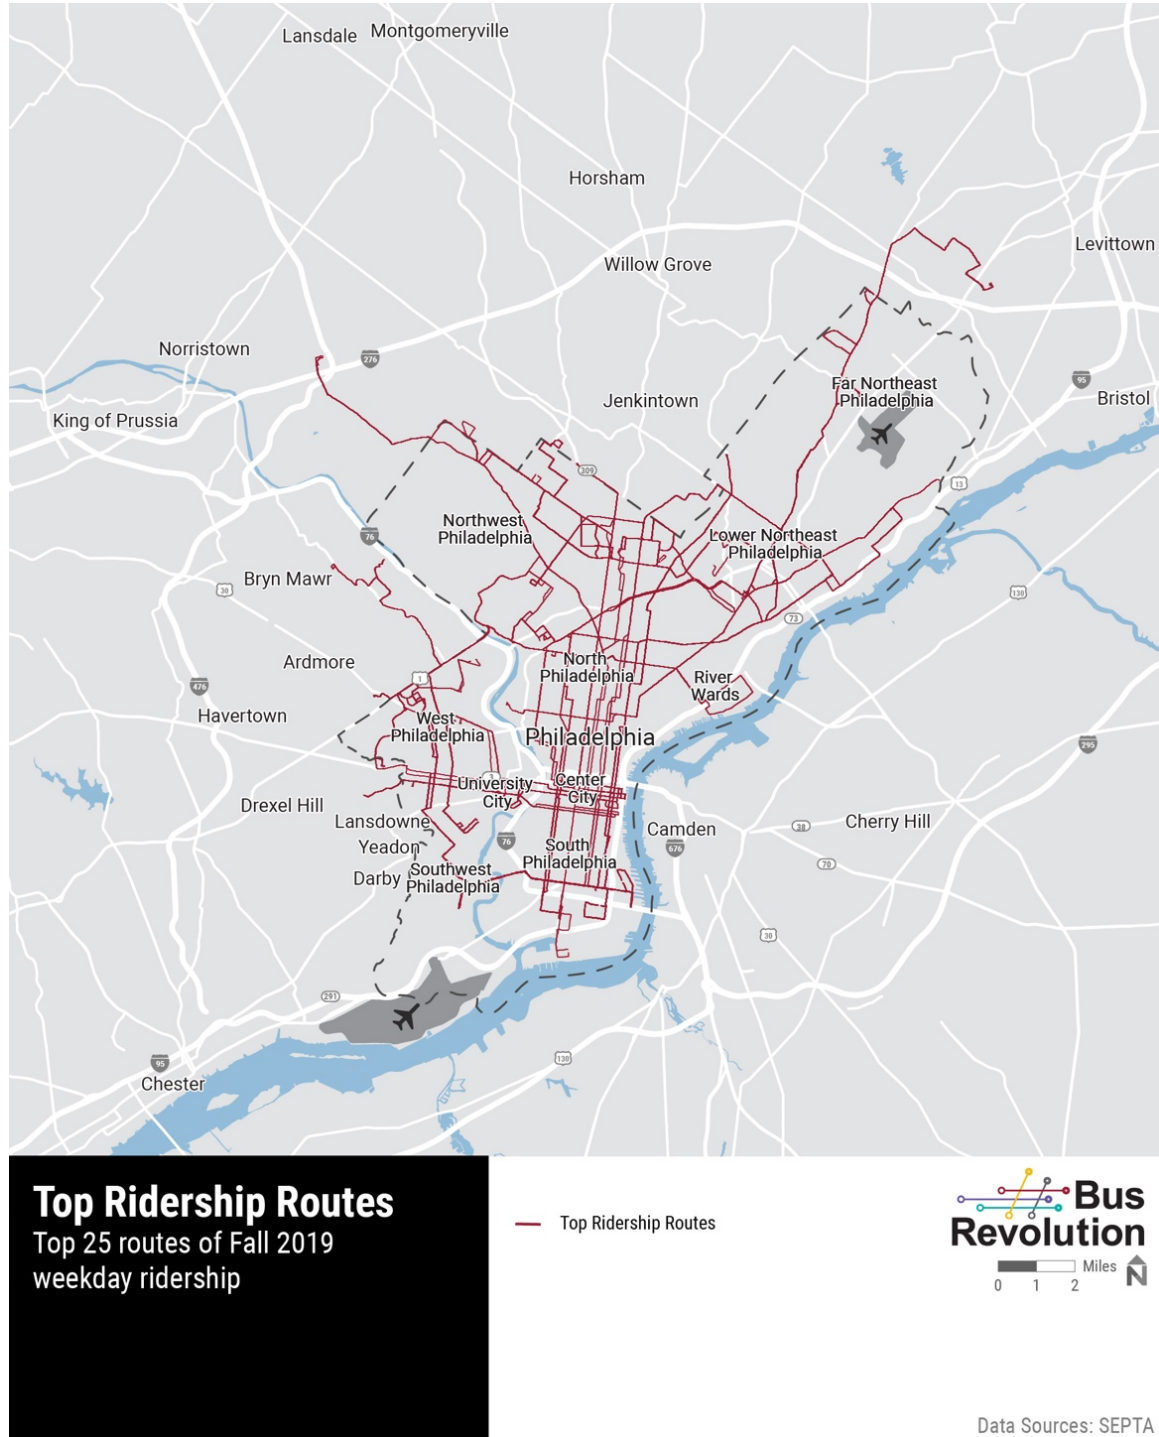 Lansdale
Montgomeryville
Horsham
Levittown
Willow Grove
Norristown
276
Far Northeast
Philadelphia
95
Jenkintown
Bristol
King of Prussia
309
13
Northwest
Philadelphia
76
Lower Northeast
Philadelphia
Bryn Mawr
30
130
73
Ardmore
North
Philadelphia
1
River
Wards
476
Havertown
West
Philadelphia
Philadelphia
295
3
University
City
Center
City
Drexel Hill
Lansdowne
Camden
38
Cherry Hill
Yeadon
76
South
Philadelphia
676
70
Darby
Southwest
Philadelphia
30
291
130
95
Chester
Top Ridership Routes
Top 25 routes of Fall 2019
weekday ridership
Top Ridership Routes
Bus
Revolution
Miles
N
0 1 2
Data Sources: SEPTA